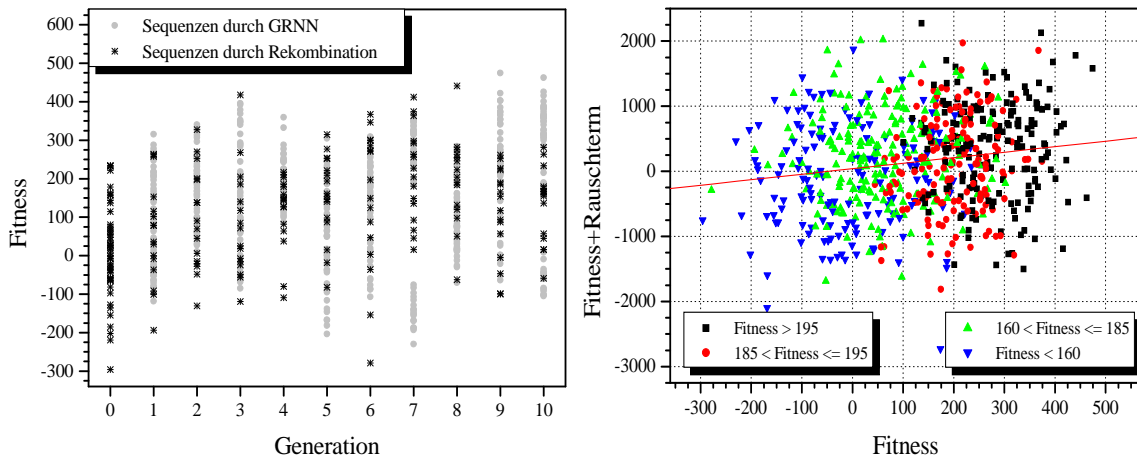 Fitness
600
500
400
300
200
100
0
-100
-200
-300
Sequenzen durch GRNN
Sequenzen durch Rekombination
0 1 2 3 4 5 6 7 8 9 10
Generation
Fitness+Rauschterm
2000
1000
0
-1000
-2000
-3000
Fitness > 195
185 < Fitness <= 195
160 < Fitness <= 185
Fitness < 160
-300 -200 -100 0 100 200 300 400 500
Fitness